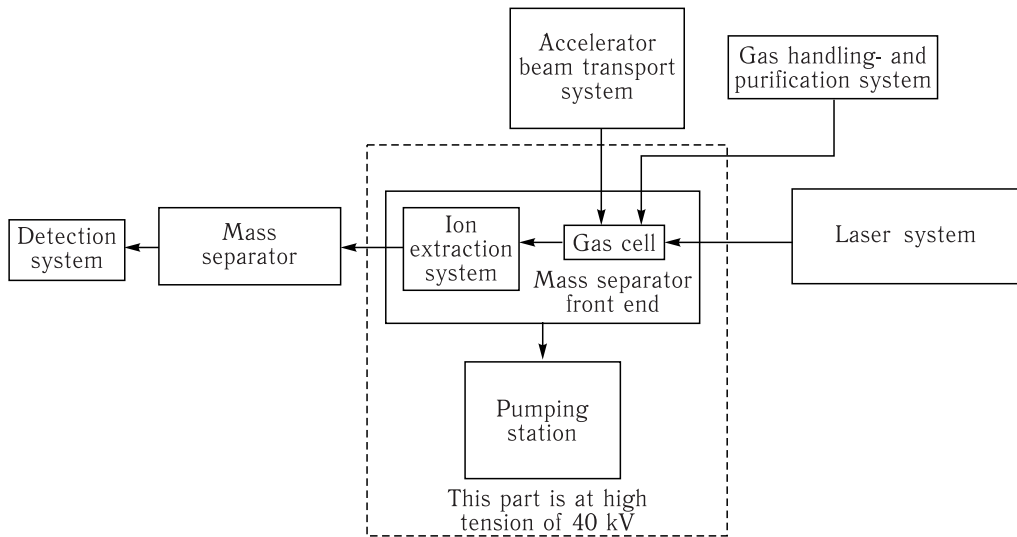 Accelerator
beam transport
system
Gas handling- and
purification system
Detection
system
Mass
separator
Ion
extraction
system
Gas cell
Mass separator
front end
Laser system
Pumping
station
This part is at high
tension of 40 kV